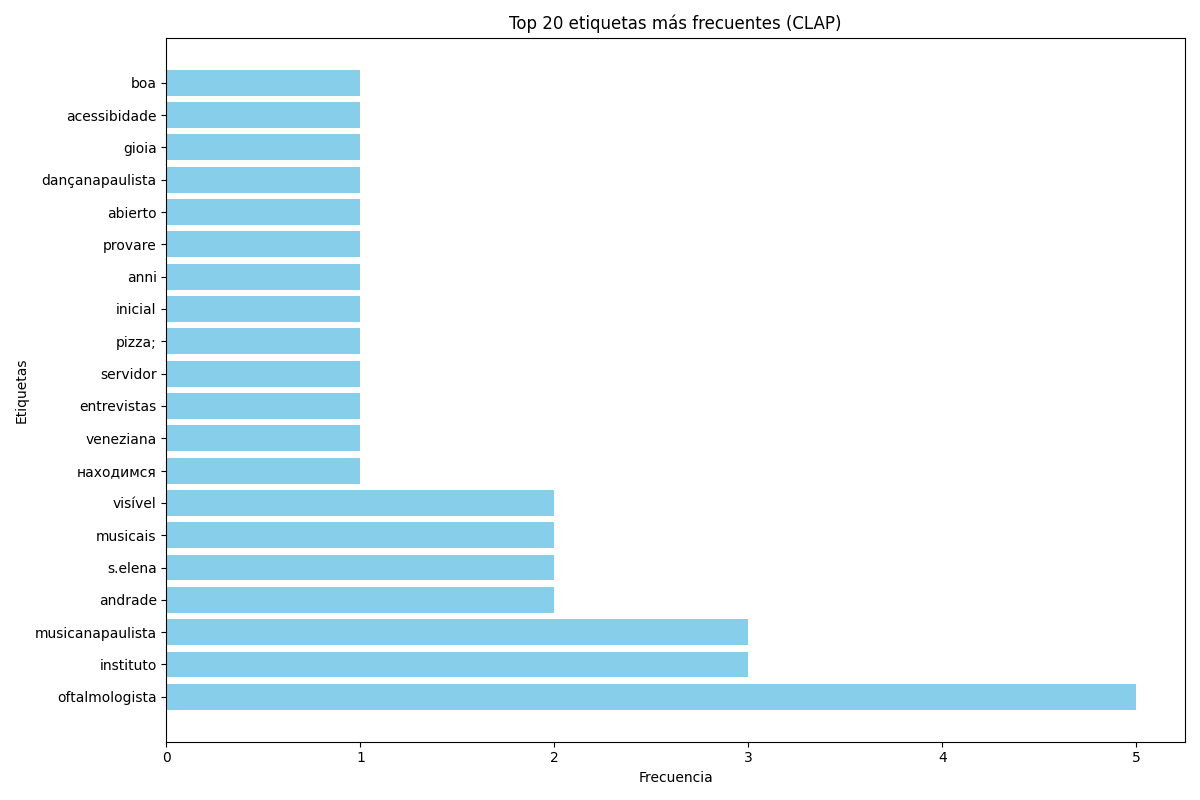 Top 20 etiquetas más frecuentes (CLAP)
boa
acessibidade
gioia
dançanapaulista
abierto
provare
anni
inicial
pizza;
servidor
entrevistas
veneziana
находимся
visível
musicais
s.elena
andrade
musicanapaulista
instituto
oftalmologista
Etiquetas
0 1 2 3 4 5
Frecuencia